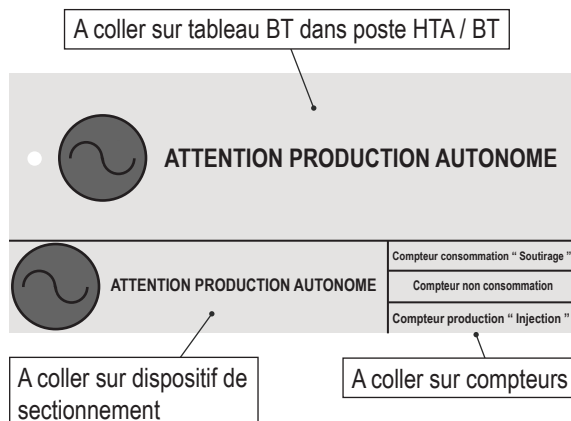 A coller sur tableau BT dans poste HTA / BT
ATTENTION PRODUCTION AUTONOME
ATTENTION PRODUCTION AUTONOME
Compteur consommation “ Soutirage ”
Compteur non consommation
Compteur production “ Injection ”
A coller sur dispositif de
sectionnement
A coller sur compteurs